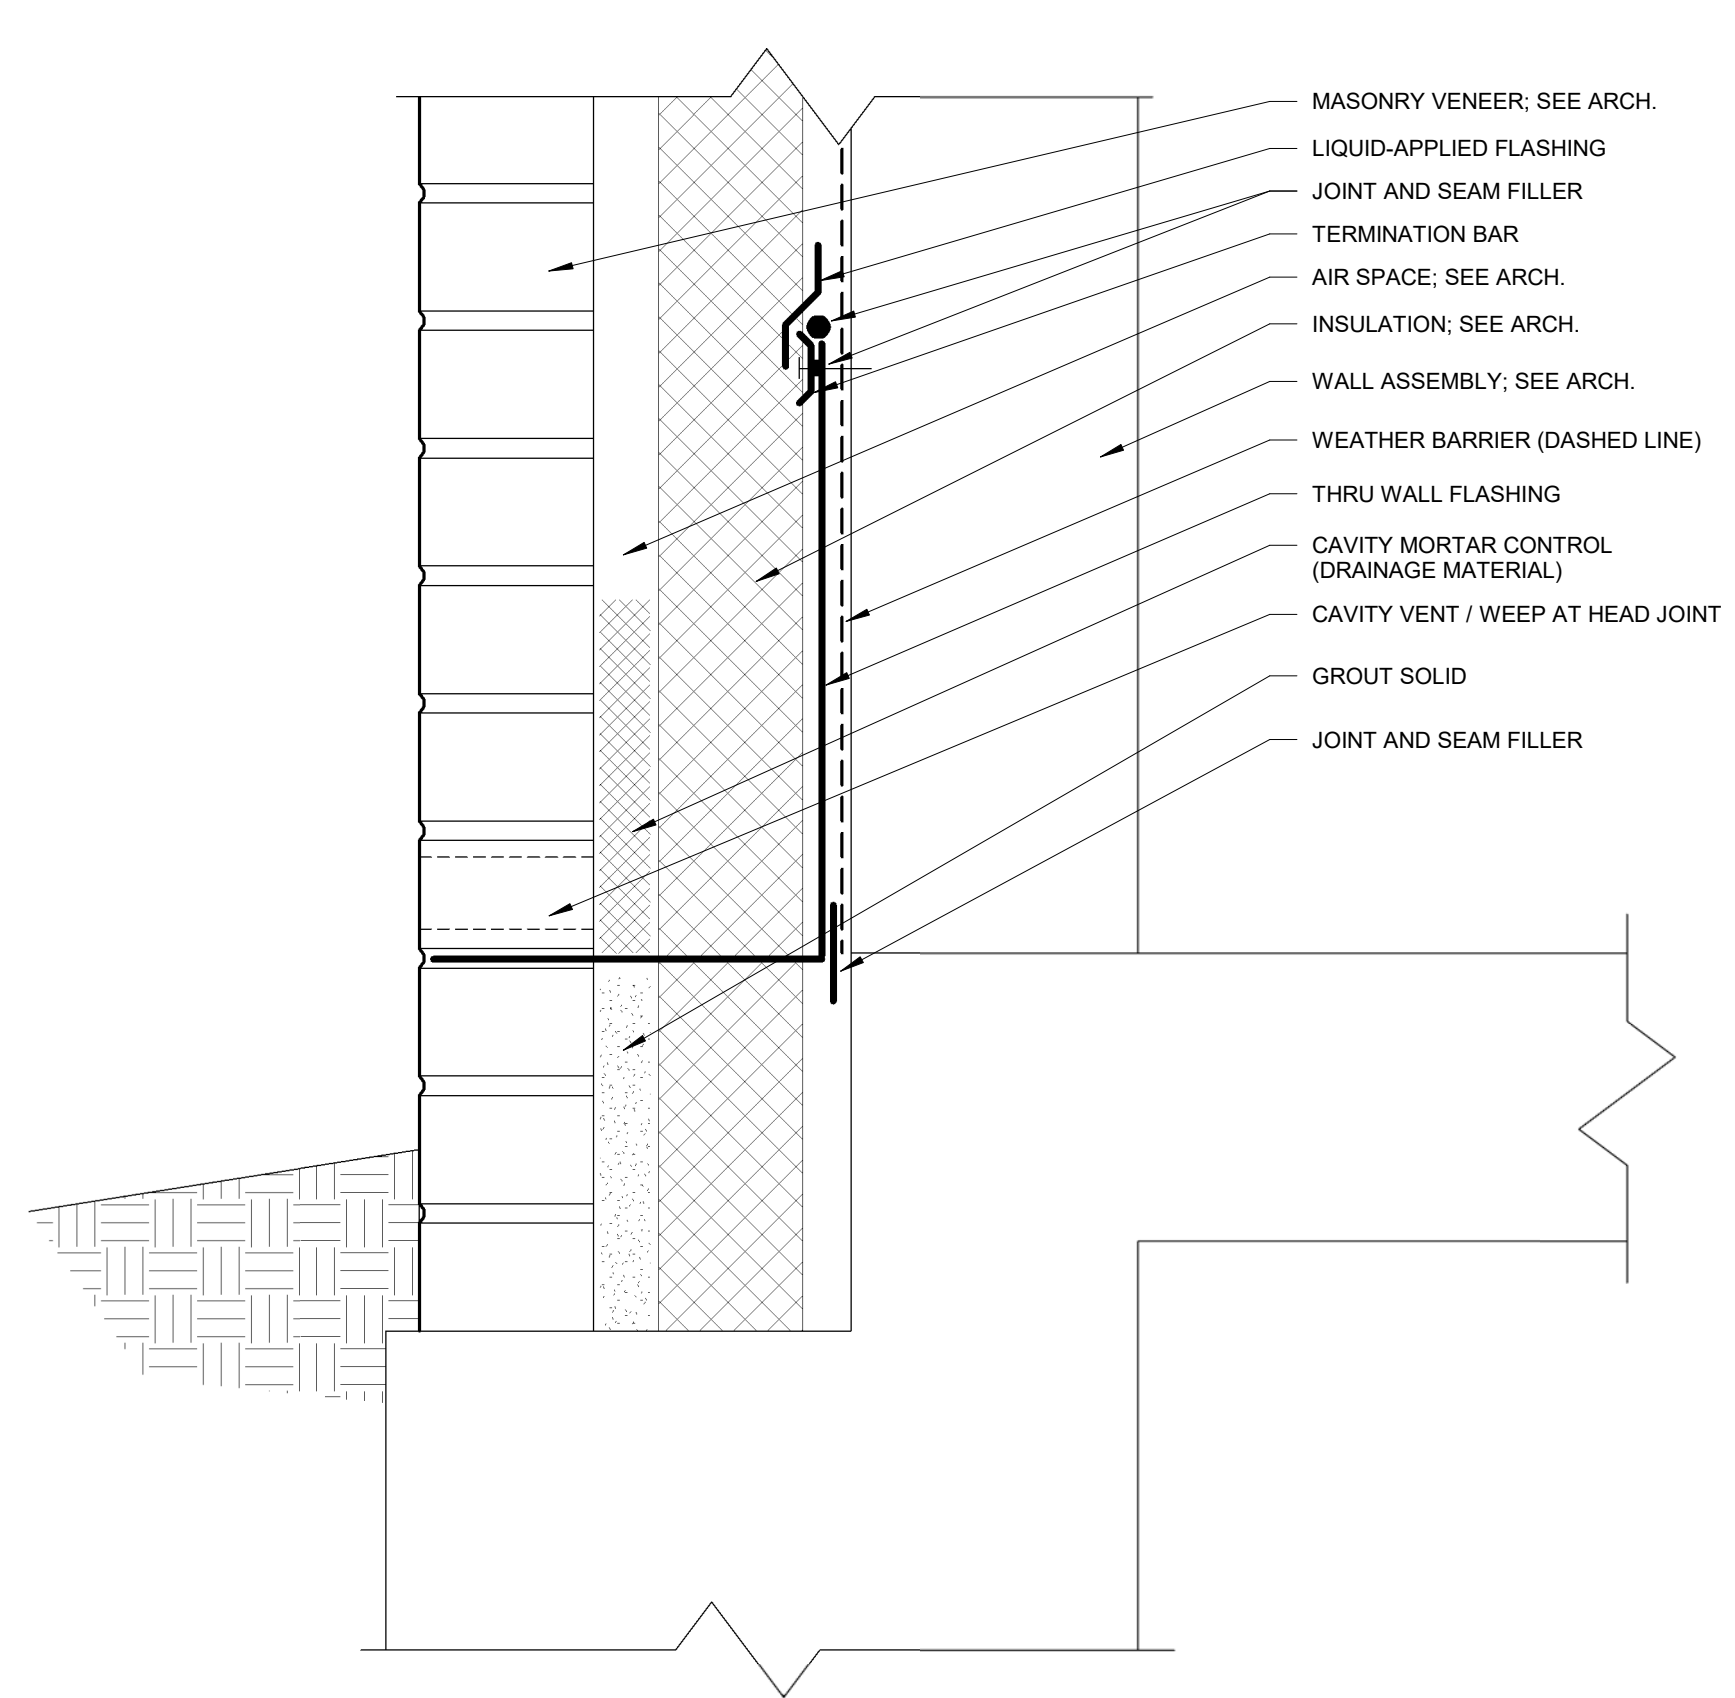 MASONRY VENEER; SEE ARCH.
LIQUID-APPLIED FLASHING
JOINT AND SEAM FILLER
TERMINATION BAR
AIR SPACE; SEE ARCH.
INSULATION; SEE ARCH.
WALL ASSEMBLY; SEE ARCH.
WEATHER BARRIER (DASHED LINE)
THRU WALL FLASHING
CAVITY MORTAR CONTROL
(DRAINAGE MATERIAL)
CAVITY VENT / WEEP AT HEAD JOINT
GROUT SOLID
JOINT AND SEAM FILLER